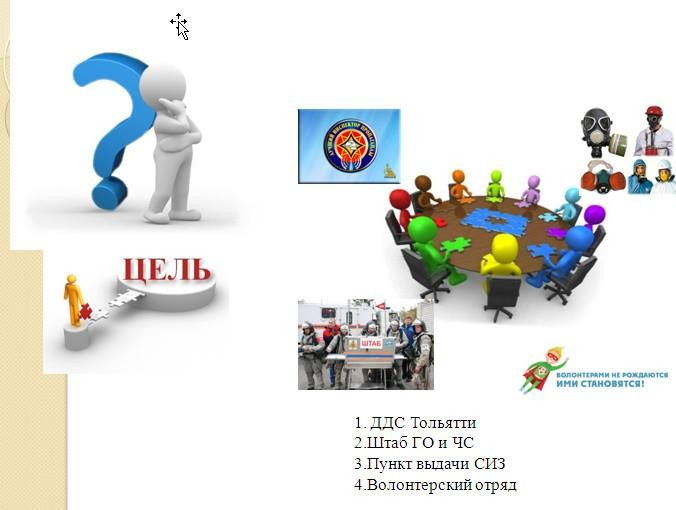 ЦЕЛЬ
ШТАБ
ВОЛОНТЕРАМИ НЕ РОЖДАЮТСЯ
ИМИ СТАНОВЯТСЯ!
1. ДДС Тольятти
2.Штаб ГО и ЧС
3.Пункт выдачи СИЗ
4.Волонтерский отряд